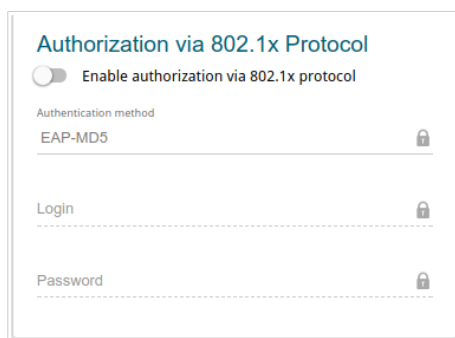 Authorization via 802.1x Protocol
Enable authorization via 802.1x protocol
Authentication method
EAP-MD5
Login
Password